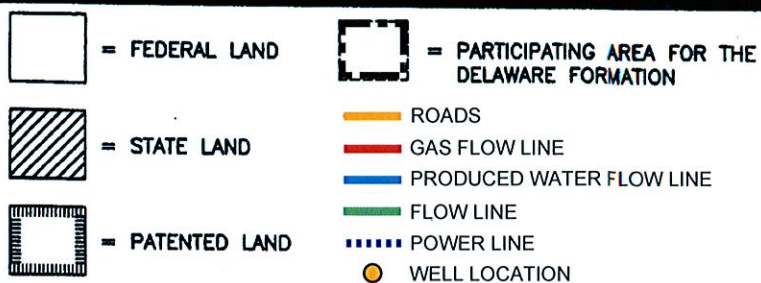 = FEDERAL LAND
= STATE LAND
= PATENTED LAND
= PARTICIPATING AREA FOR THE
DELAWARE FORMATION
ROADS
GAS FLOW LINE
PRODUCED WATER FLOW LINE
FLOW LINE
POWER LINE
WELL LOCATION